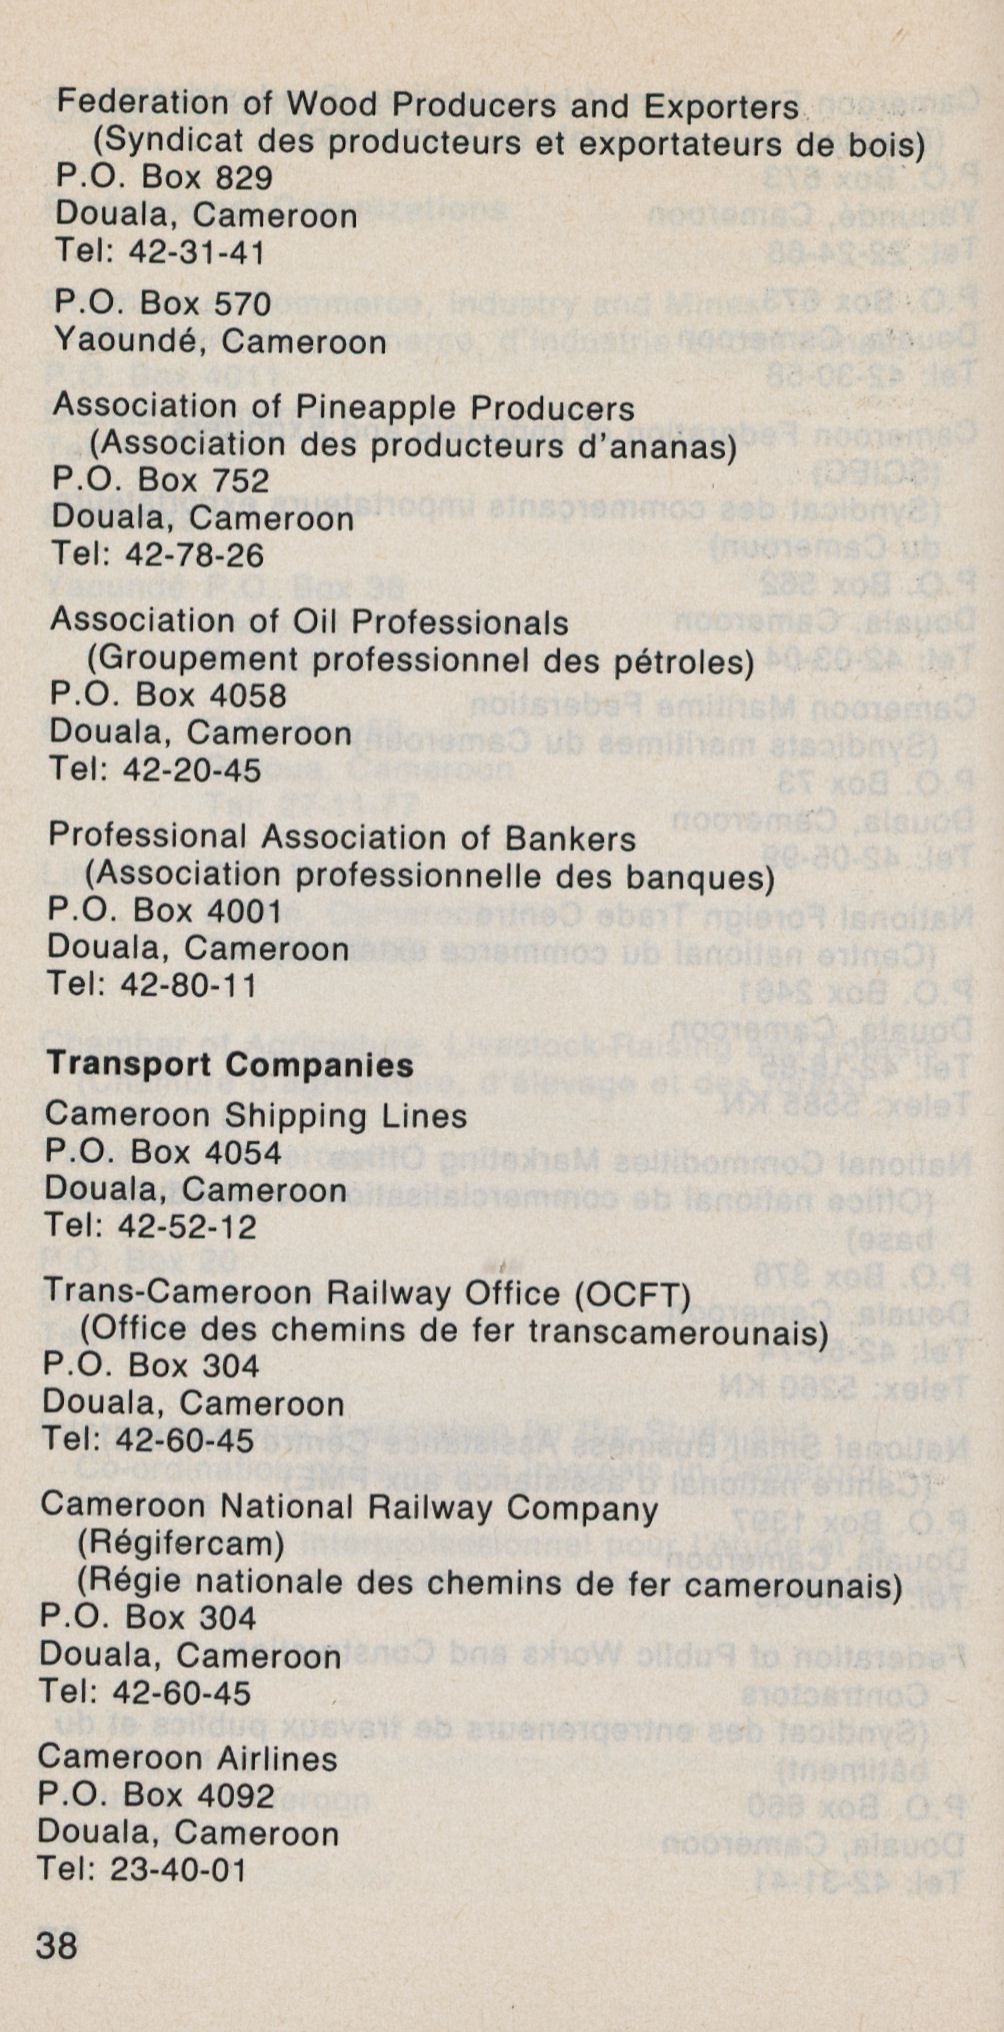 Federation of Wood Producers and Exporters
(Syndicat des producteurs et exportateurs de bois)
P.O. Box 829
Douala, Cameroon
Tel: 42-31-41
P.O. Box 570
Yaoundé, Cameroon
Association of Pineapple Producers
(Association des producteurs d'ananas)
P.O. Box 752
Douala, Cameroon
Tel: 42-78-26
Association of Oil Professionals
(Groupement professionnel des pétroles)
P.O. Box 4058
Douala, Cameroon
Tel: 42-20-45
Professional Association of Bankers
(Association professionnelle des banques)
P.O. Box 4001
Douala, Cameroon
Tel: 42-80-11
Transport Companies
Cameroon Shipping Lines
P.O. Box 4054
Douala, Cameroon
Tel: 42-52-12
Trans-Cameroon Railway Office (OCFT)
(Office des chemins de fer transcamerounais)
P.O. Box 304
Douala, Cameroon
Tel: 42-60-45
Cameroon National Railway Company
(Régifercam)
(Régie nationale des chemins de fer camerounais)
P.O. Box 304
Douala, Cameroon
Tel: 42-60-45
Cameroon Airlines
P.O. Box 4092
Douala, Cameroon
Tel: 23-40-01
38